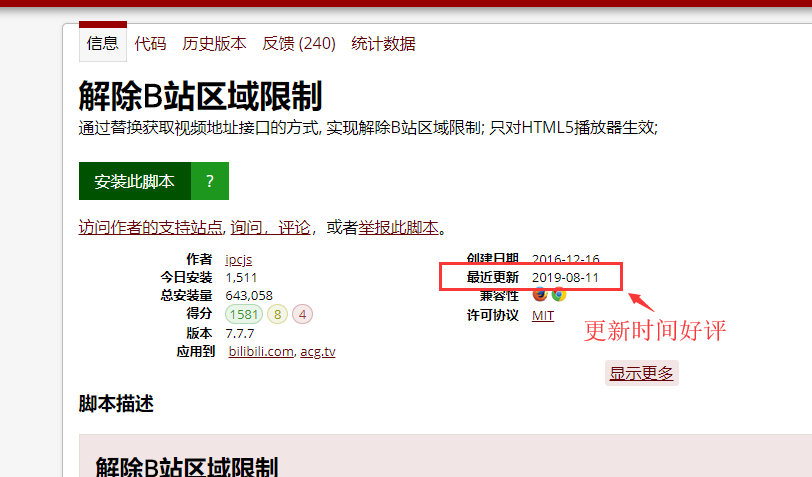 信息 代码 历史版本 反馈 (240) 统计数据
解除B站区域限制
通过替换获取视频地址接口的方式, 实现解除B站区域限制; 只对HTML5播放器生效;
安装此脚本 ?
访问作者的支持站点, 询问，评论，或者举报此脚本。
作者 ipcjs 创建日期 2016-12-16
今日安装 1,511 最近更新 2019-08-11
总安装量 643,058 兼容性
得分 1581 8 4 许可协议 MIT
更新时间好评
版本 7.7.7
应用到 bilibili.com, acg.tv
显示更多
脚本描述
解除B站区域限制